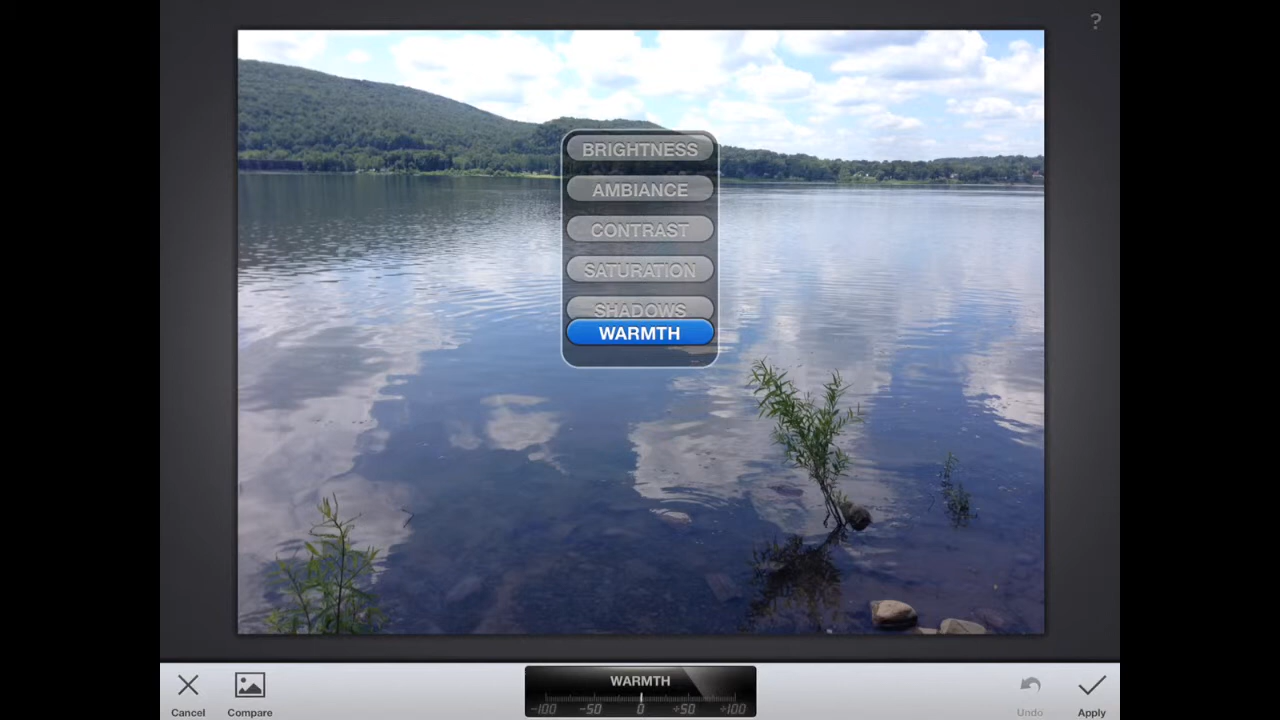 ?
BRIGHTNESS
AMBIANCE
CONTRAST
SATURATION
SHADOWS
WARMTH
WARMTH
-100 -50 0 +50 +100
Cancel
Compare
Undo
Apply